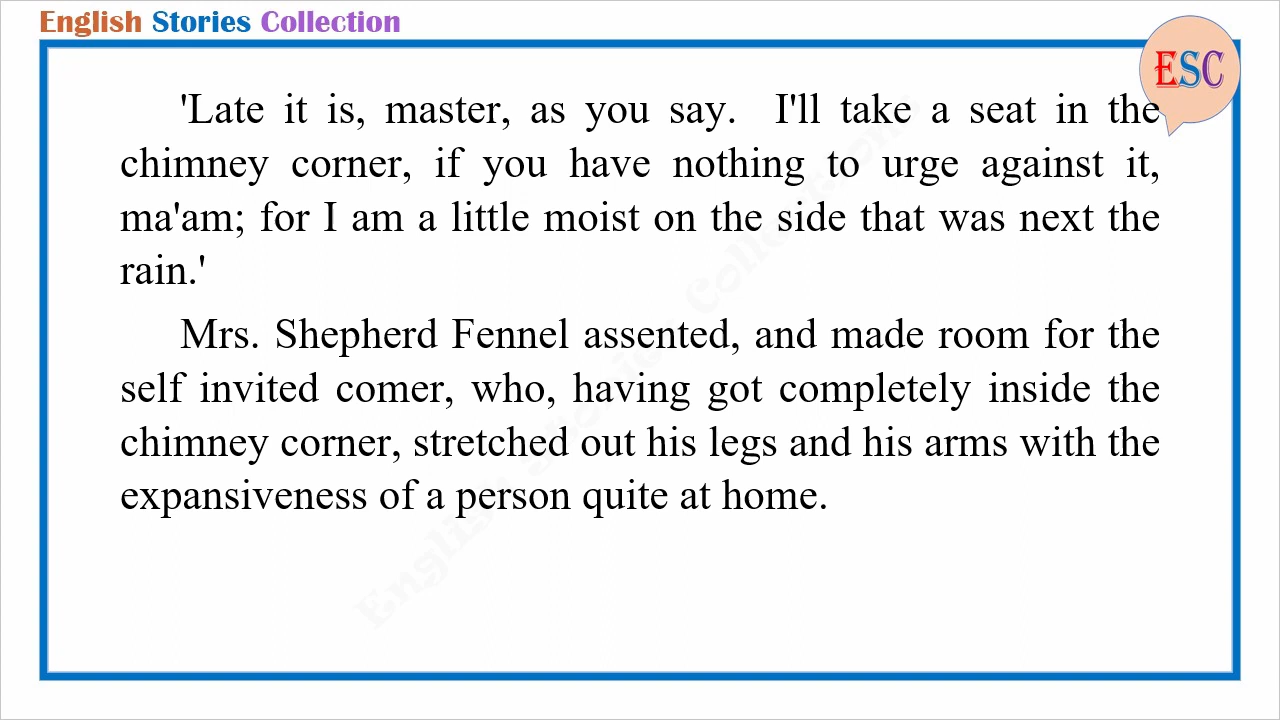 English Stories Collection
ESC
'Late it is, master, as you say.  I'll take a seat in the
chimney corner, if you have nothing to urge against it,
ma'am; for I am a little moist on the side that was next the
rain.'
Mrs. Shepherd Fennel assented, and made room for the
self invited comer, who, having got completely inside the
chimney corner, stretched out his legs and his arms with the
expansiveness of a person quite at home.
English Stories Collections